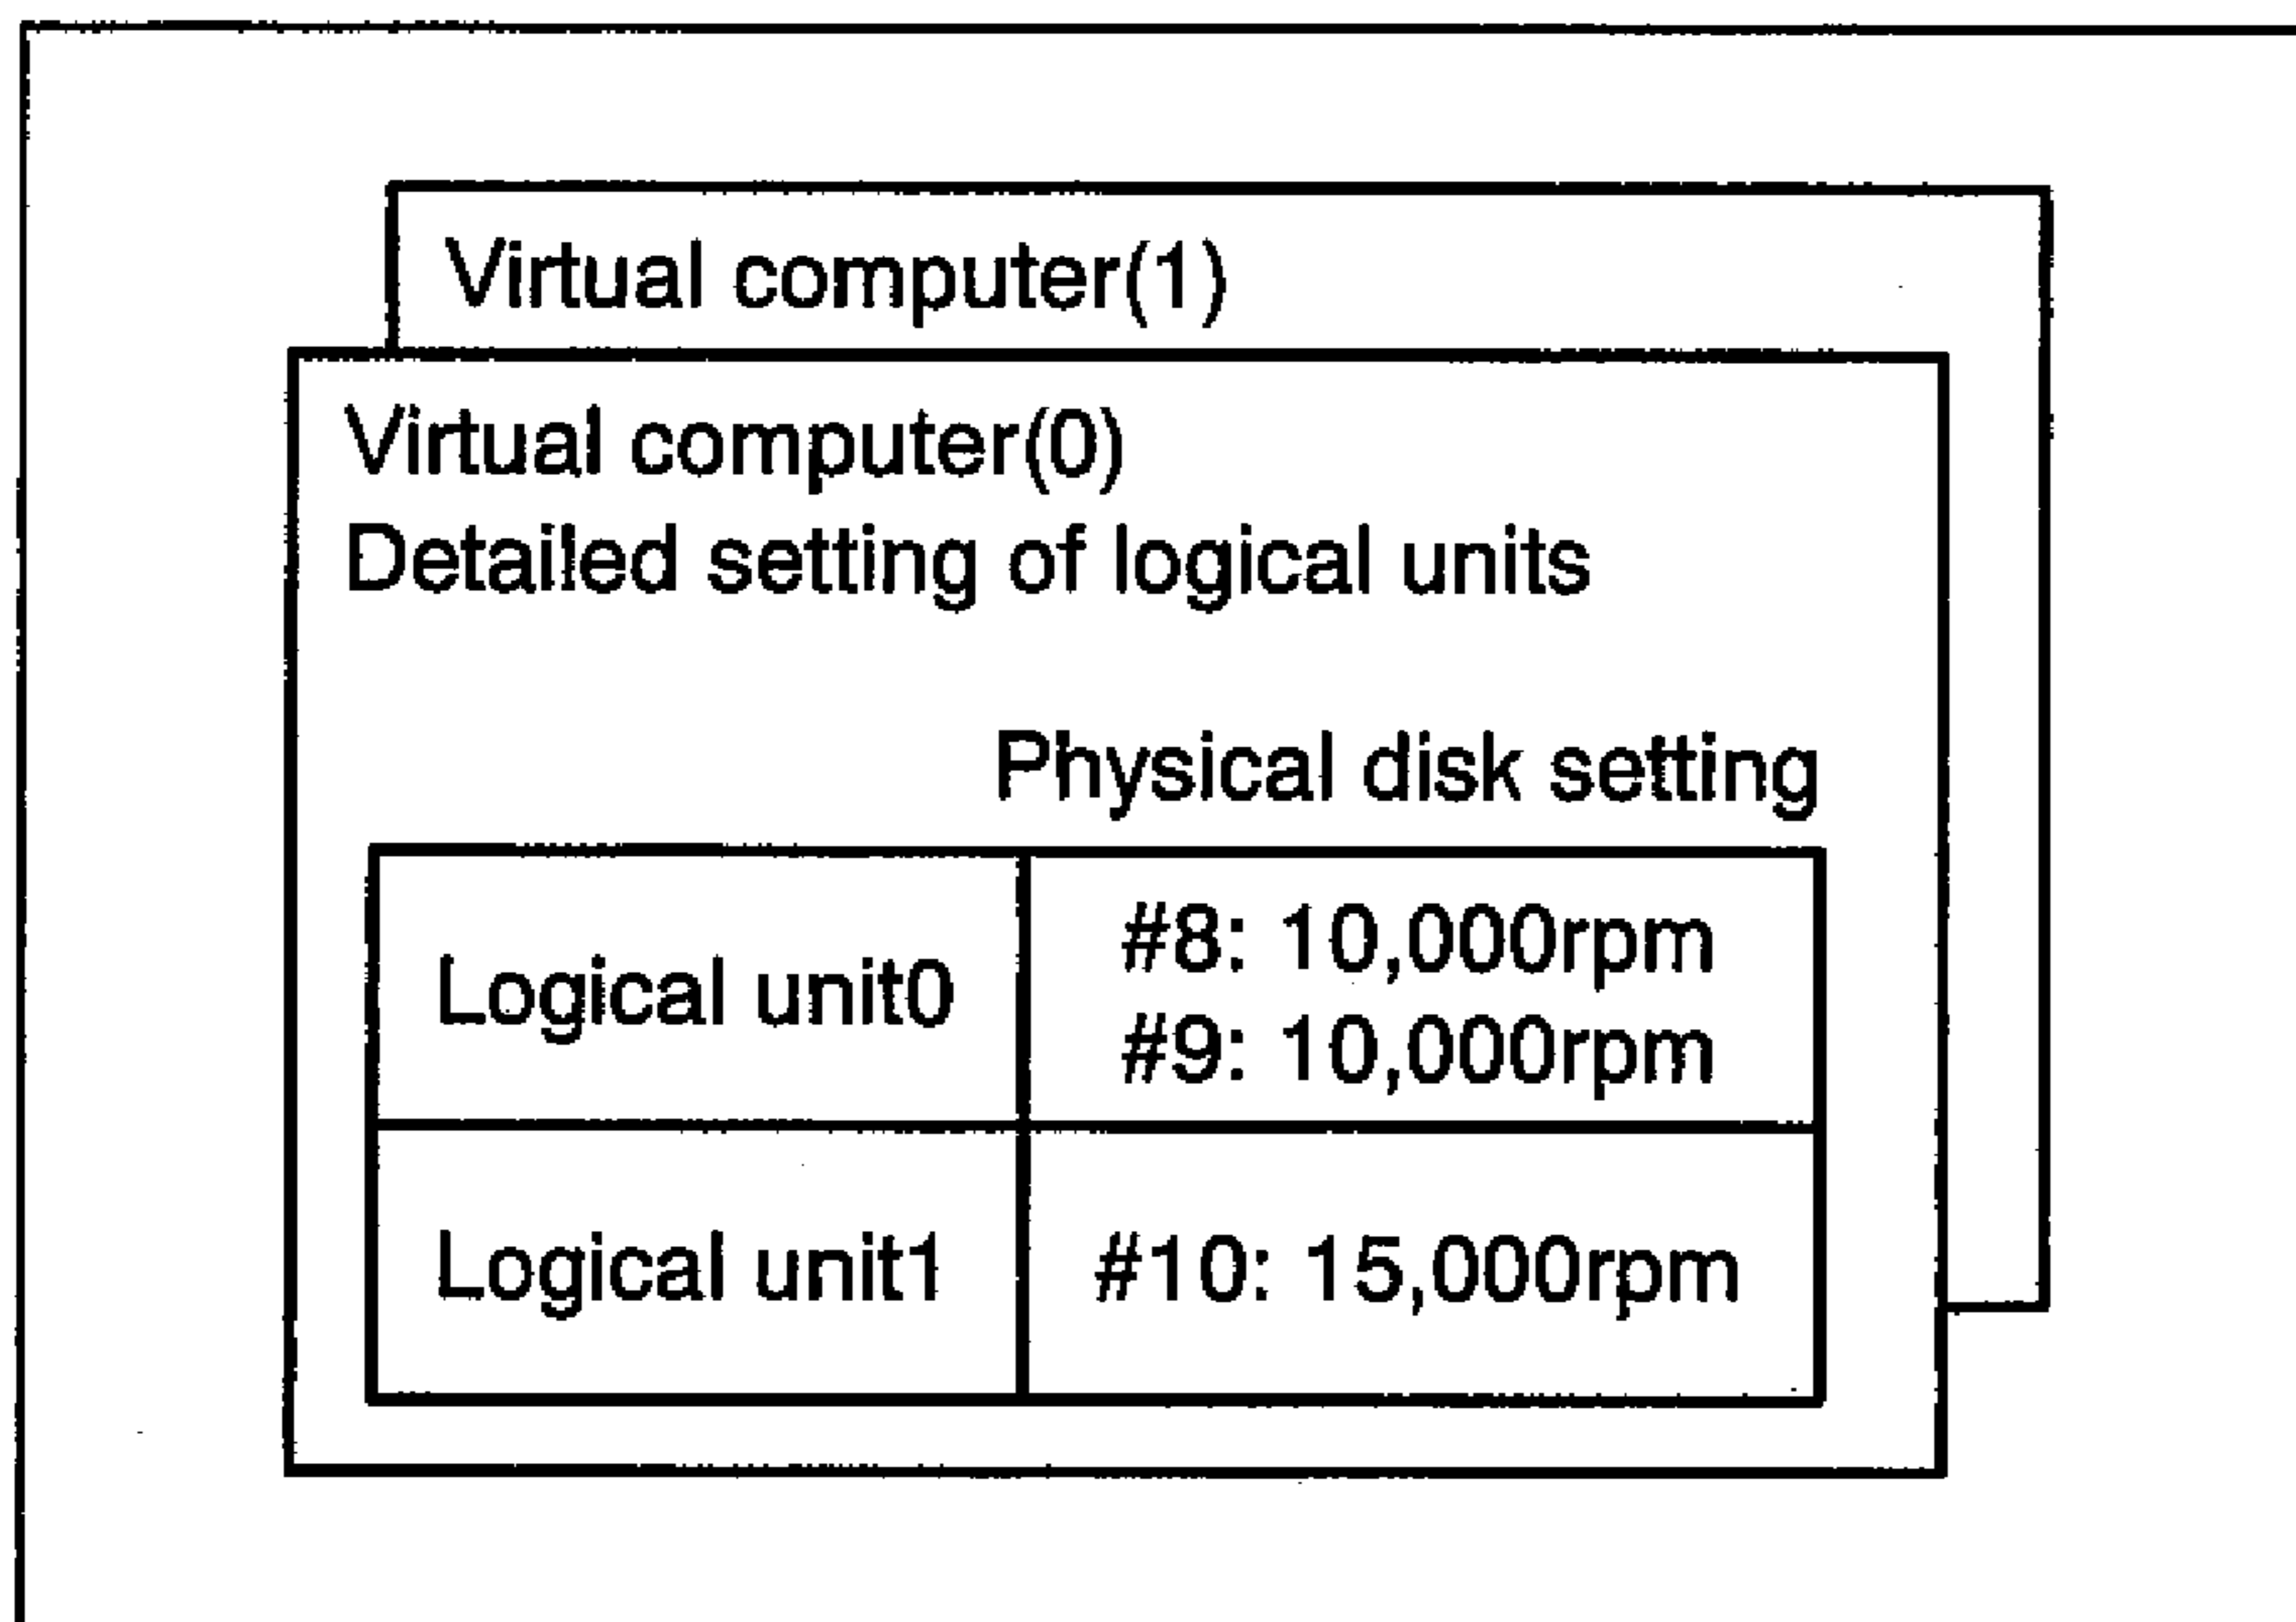 Virtual computer(1)
Virtual computer(0)
Detailed setting of logical units
Physical disk setting
Logical unit0
#8: 10,000rpm
#9: 10,000rpm
Logical unit1
#10: 15,000rpm